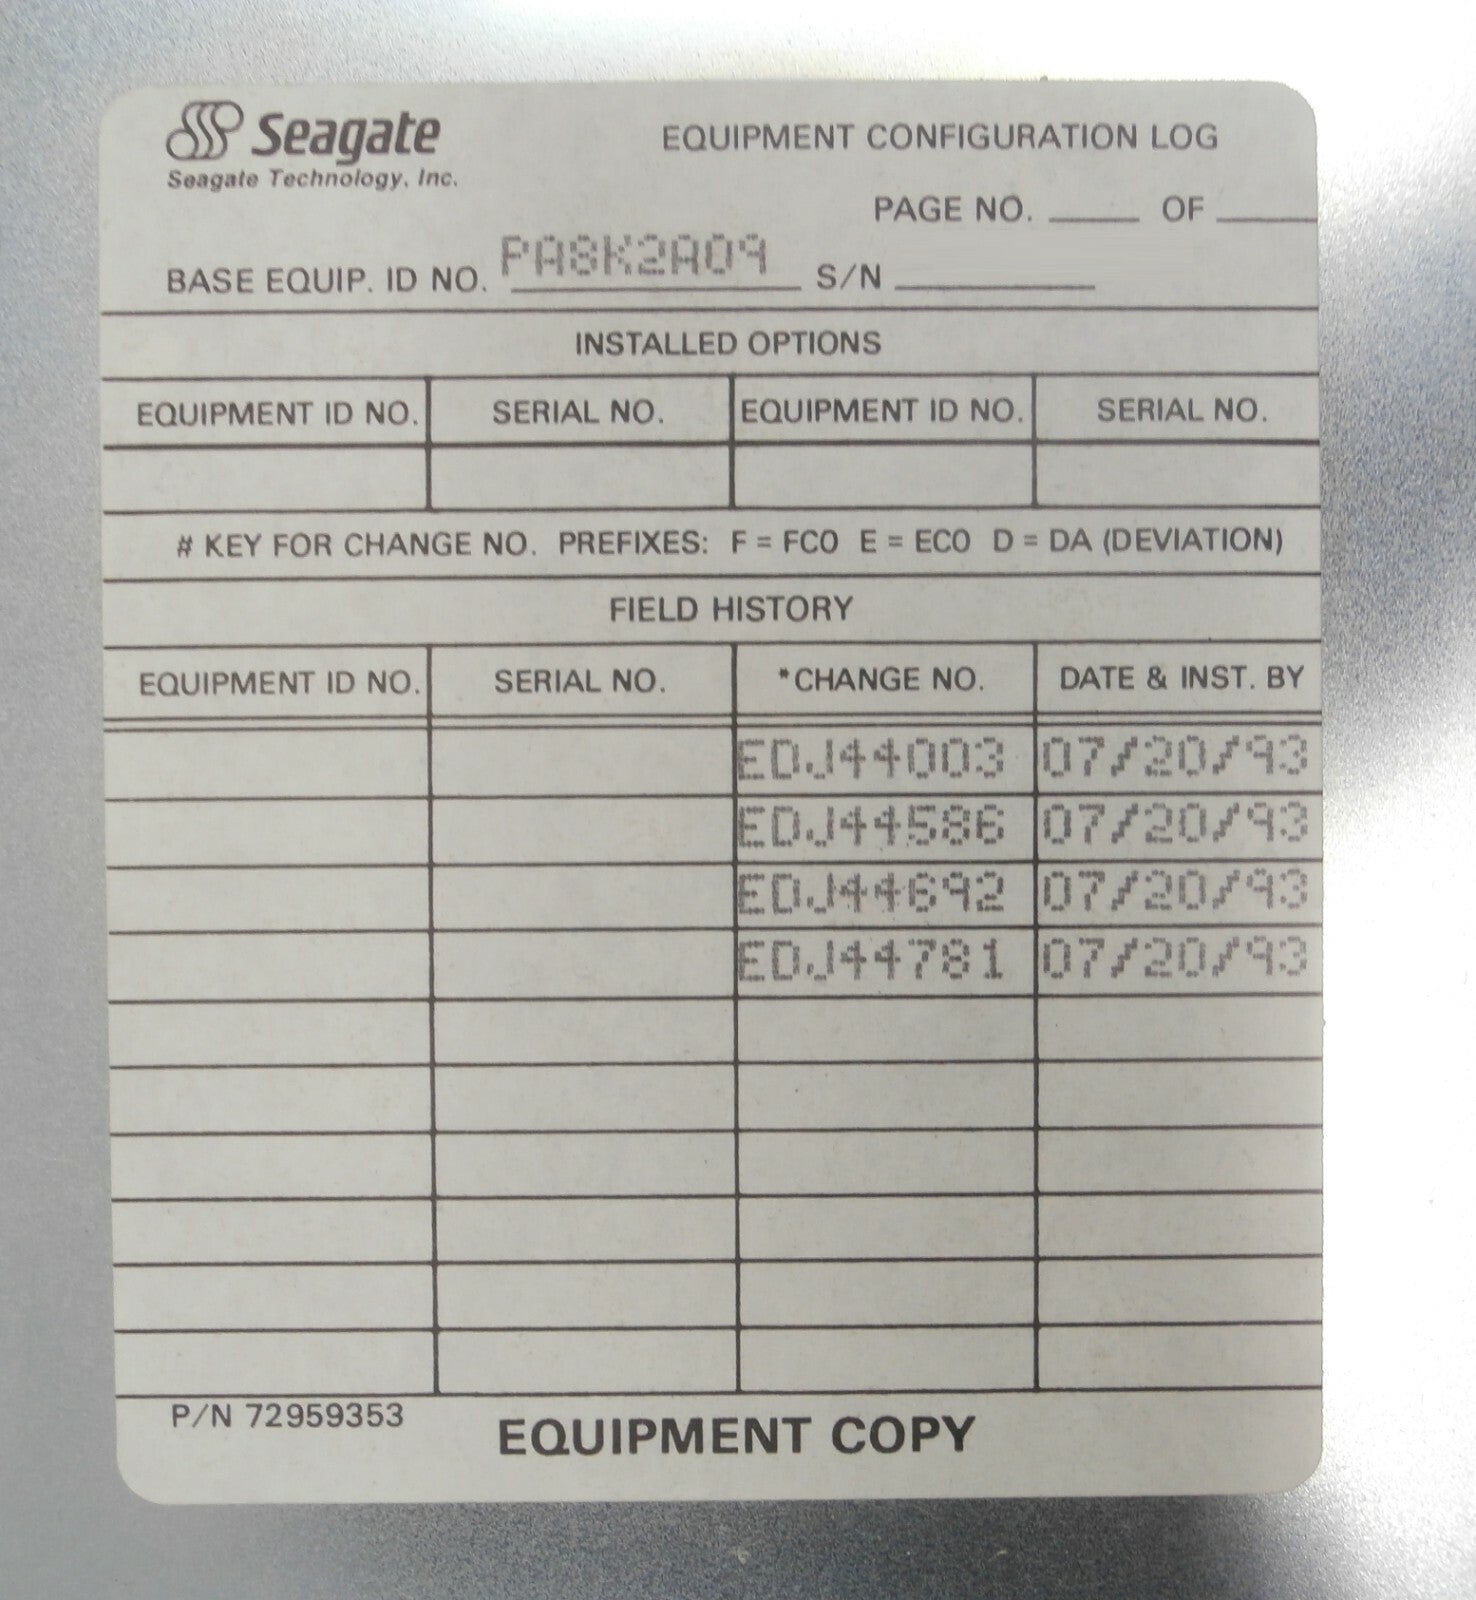 Seagate
EQUIPMENT CONFIGURATION LOG
Seagate Technology, Inc.
PAGE NO. ____ OF ____
BASE EQUIP. ID NO. PA8K2A09 S/N ____
INSTALLED OPTIONS
EQUIPMENT ID NO. SERIAL NO. EQUIPMENT ID NO. SERIAL NO.
# KEY FOR CHANGE NO. PREFIXES: F = FCO E = ECO D = DA (DEVIATION)
FIELD HISTORY
EQUIPMENT ID NO. SERIAL NO. *CHANGE NO. DATE & INST. BY
EDJ44003 07/20/93
EDJ44586 07/20/93
EDJ44692 07/20/93
EDJ44781 07/20/93
P/N 72959353
EQUIPMENT COPY